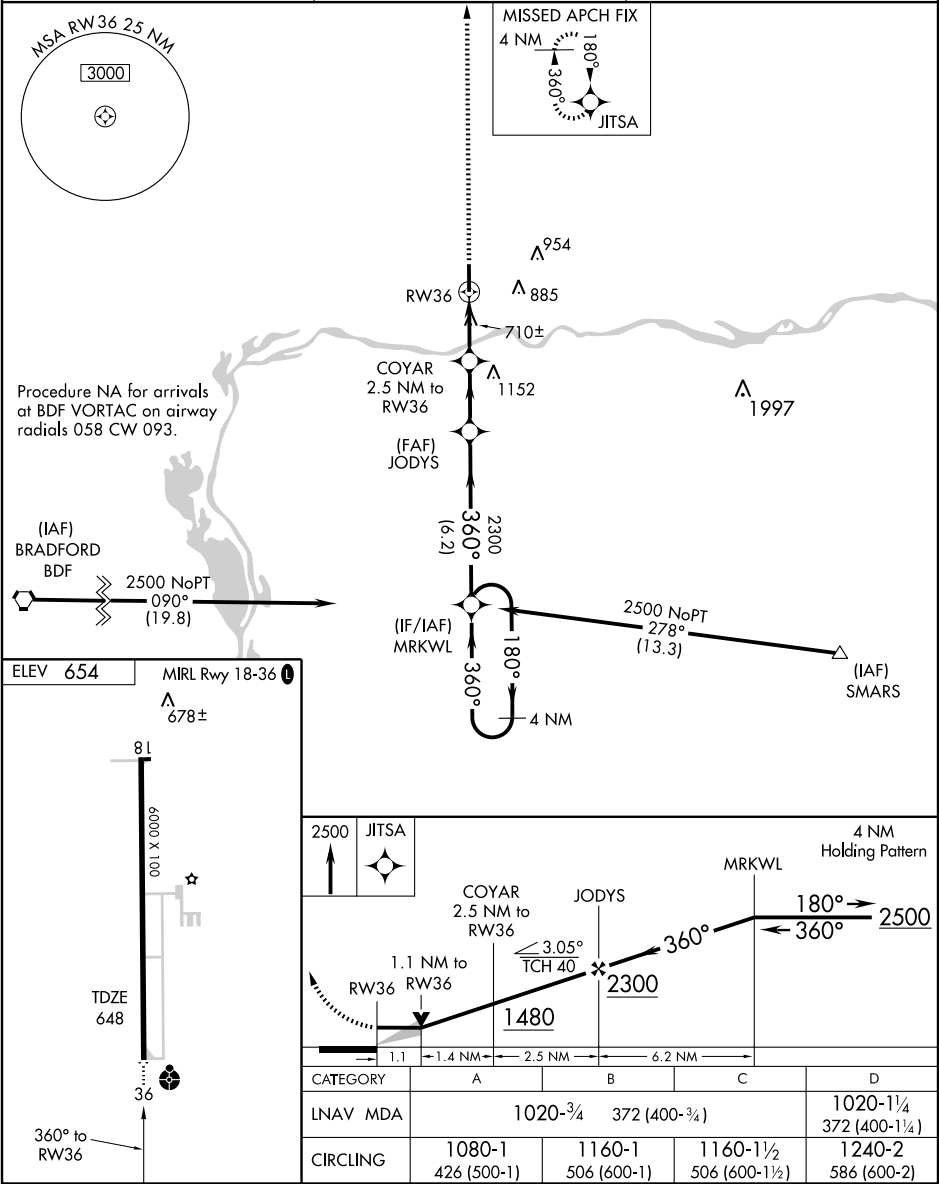 MSA RW36 25 NM
3000
MISSED APCH FIX
4 NM
180°
360°
JITSA
954
885
RW36
710±
COYAR
2.5 NM to
RW36
1152
1997
Procedure NA for arrivals
at BDF VORTAC on airway
radials 058 CW 093.
(FAF)
JODYS
2300
360°
(6.2)
(IAF)
BRADFORD
BDF
2500 NoPT
090°
(19.8)
(IF/IAF)
MRKWL
2500 NoPT
278°
(13.3)
(IAF)
SMARS
360°
180°
4 NM
ELEV 654
MIRL Rwy 18-36 L
678±
18
6000 X 100
TDZE
648
36
360° to
RW36
2500
JITSA
4 NM
Holding Pattern
MRKWL
JODYS
COYAR
2.5 NM to
RW36
180°
360°
2500
360°
3.05°
TCH 40
2300
1.1 NM to
RW36
RW36
1480
1.1
1.4 NM
2.5 NM
6.2 NM
CATEGORY A B C D
LNAV MDA 1020-¾ 372 (400-¾) 1020-1¼
372 (400-1¼)
CIRCLING 1080-1 1160-1 1160-1½ 1240-2
426 (500-1) 506 (600-1) 506 (600-1½) 586 (600-2)